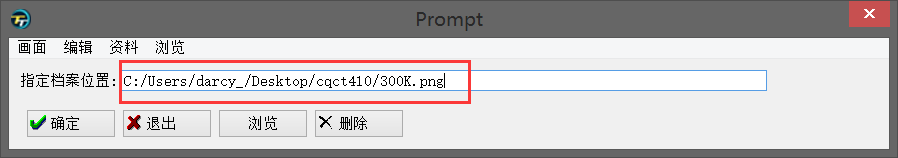 Prompt
画面 编辑 资料 浏览
指定档案位置: C:/Users/darcy_/Desktop/cqct410/300K.png
确定 退出 浏览 删除